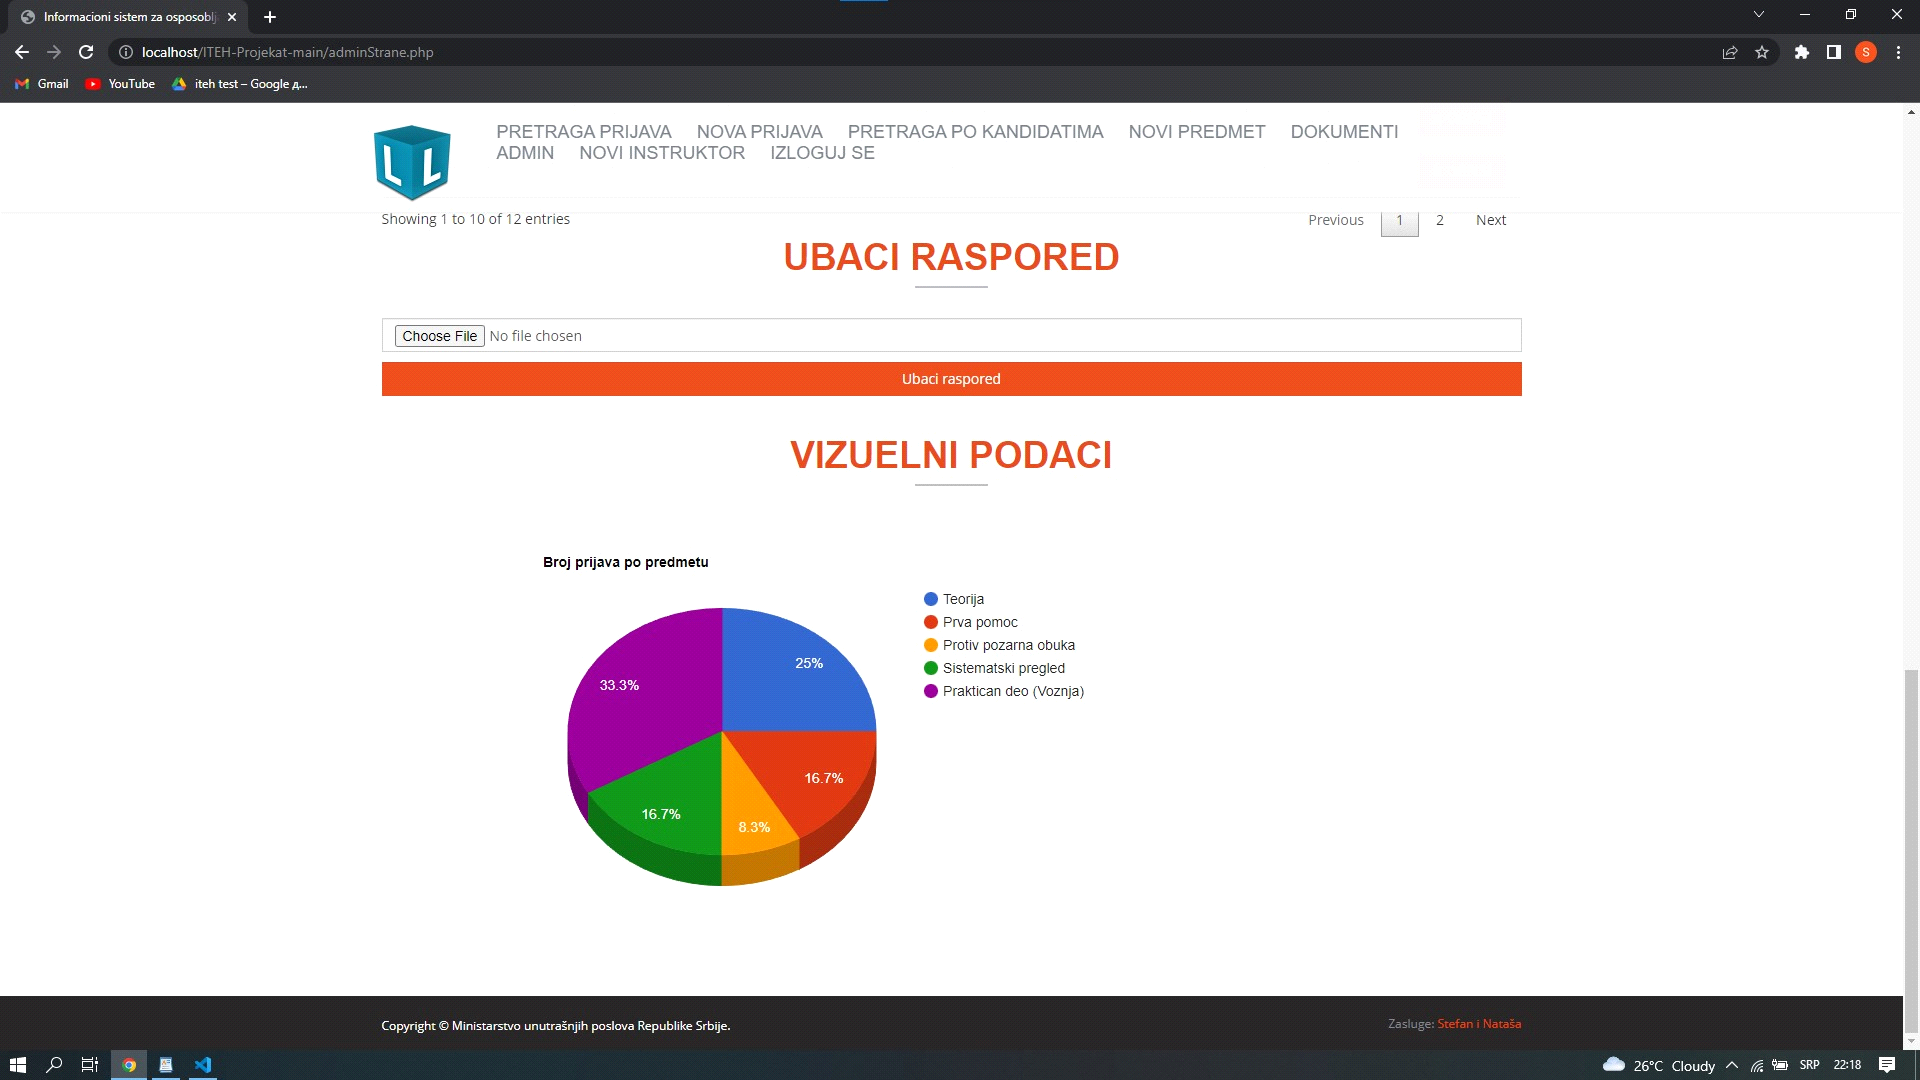 Informacioni sistem za osposoblj
localhost/ITEH-Projekat-main/adminStrane.php
S
Gmail YouTube iteh test – Google д...
LL
PRETRAGA PRIJAVA NOVA PRIJAVA PRETRAGA PO KANDIDATIMA NOVI PREDMET DOKUMENTI
ADMIN NOVI INSTRUKTOR IZLOGUJ SE
Showing 1 to 10 of 12 entries Previous 1 2 Next
UBACI RASPORED
Choose File No file chosen
Ubaci raspored
VIZUELNI PODACI
Broj prijava po predmetu
Teorija
Prva pomoc
Protiv pozarna obuka
Sistematski pregled
Praktican deo (Voznja)
25%
33.3%
16.7%
16.7%
8.3%
Copyright © Ministarstvo unutrašnjih poslova Republike Srbije. Zasluge: Stefan i Nataša
26°C Cloudy SRP 22:18